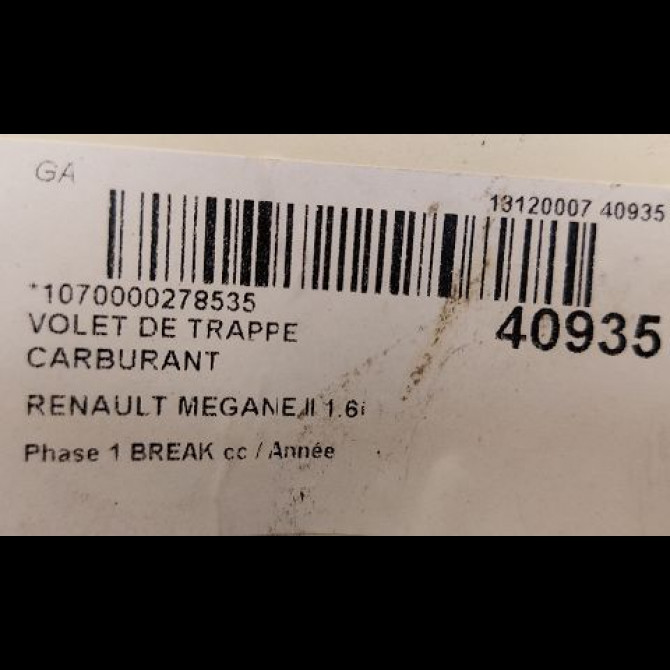 GA
13120007 40935
*1070000278535
40935
VOLET DE TRAPPE
CARBURANT
RENAULT MEGANE II 1.6i
Phase 1 BREAK cc / Année